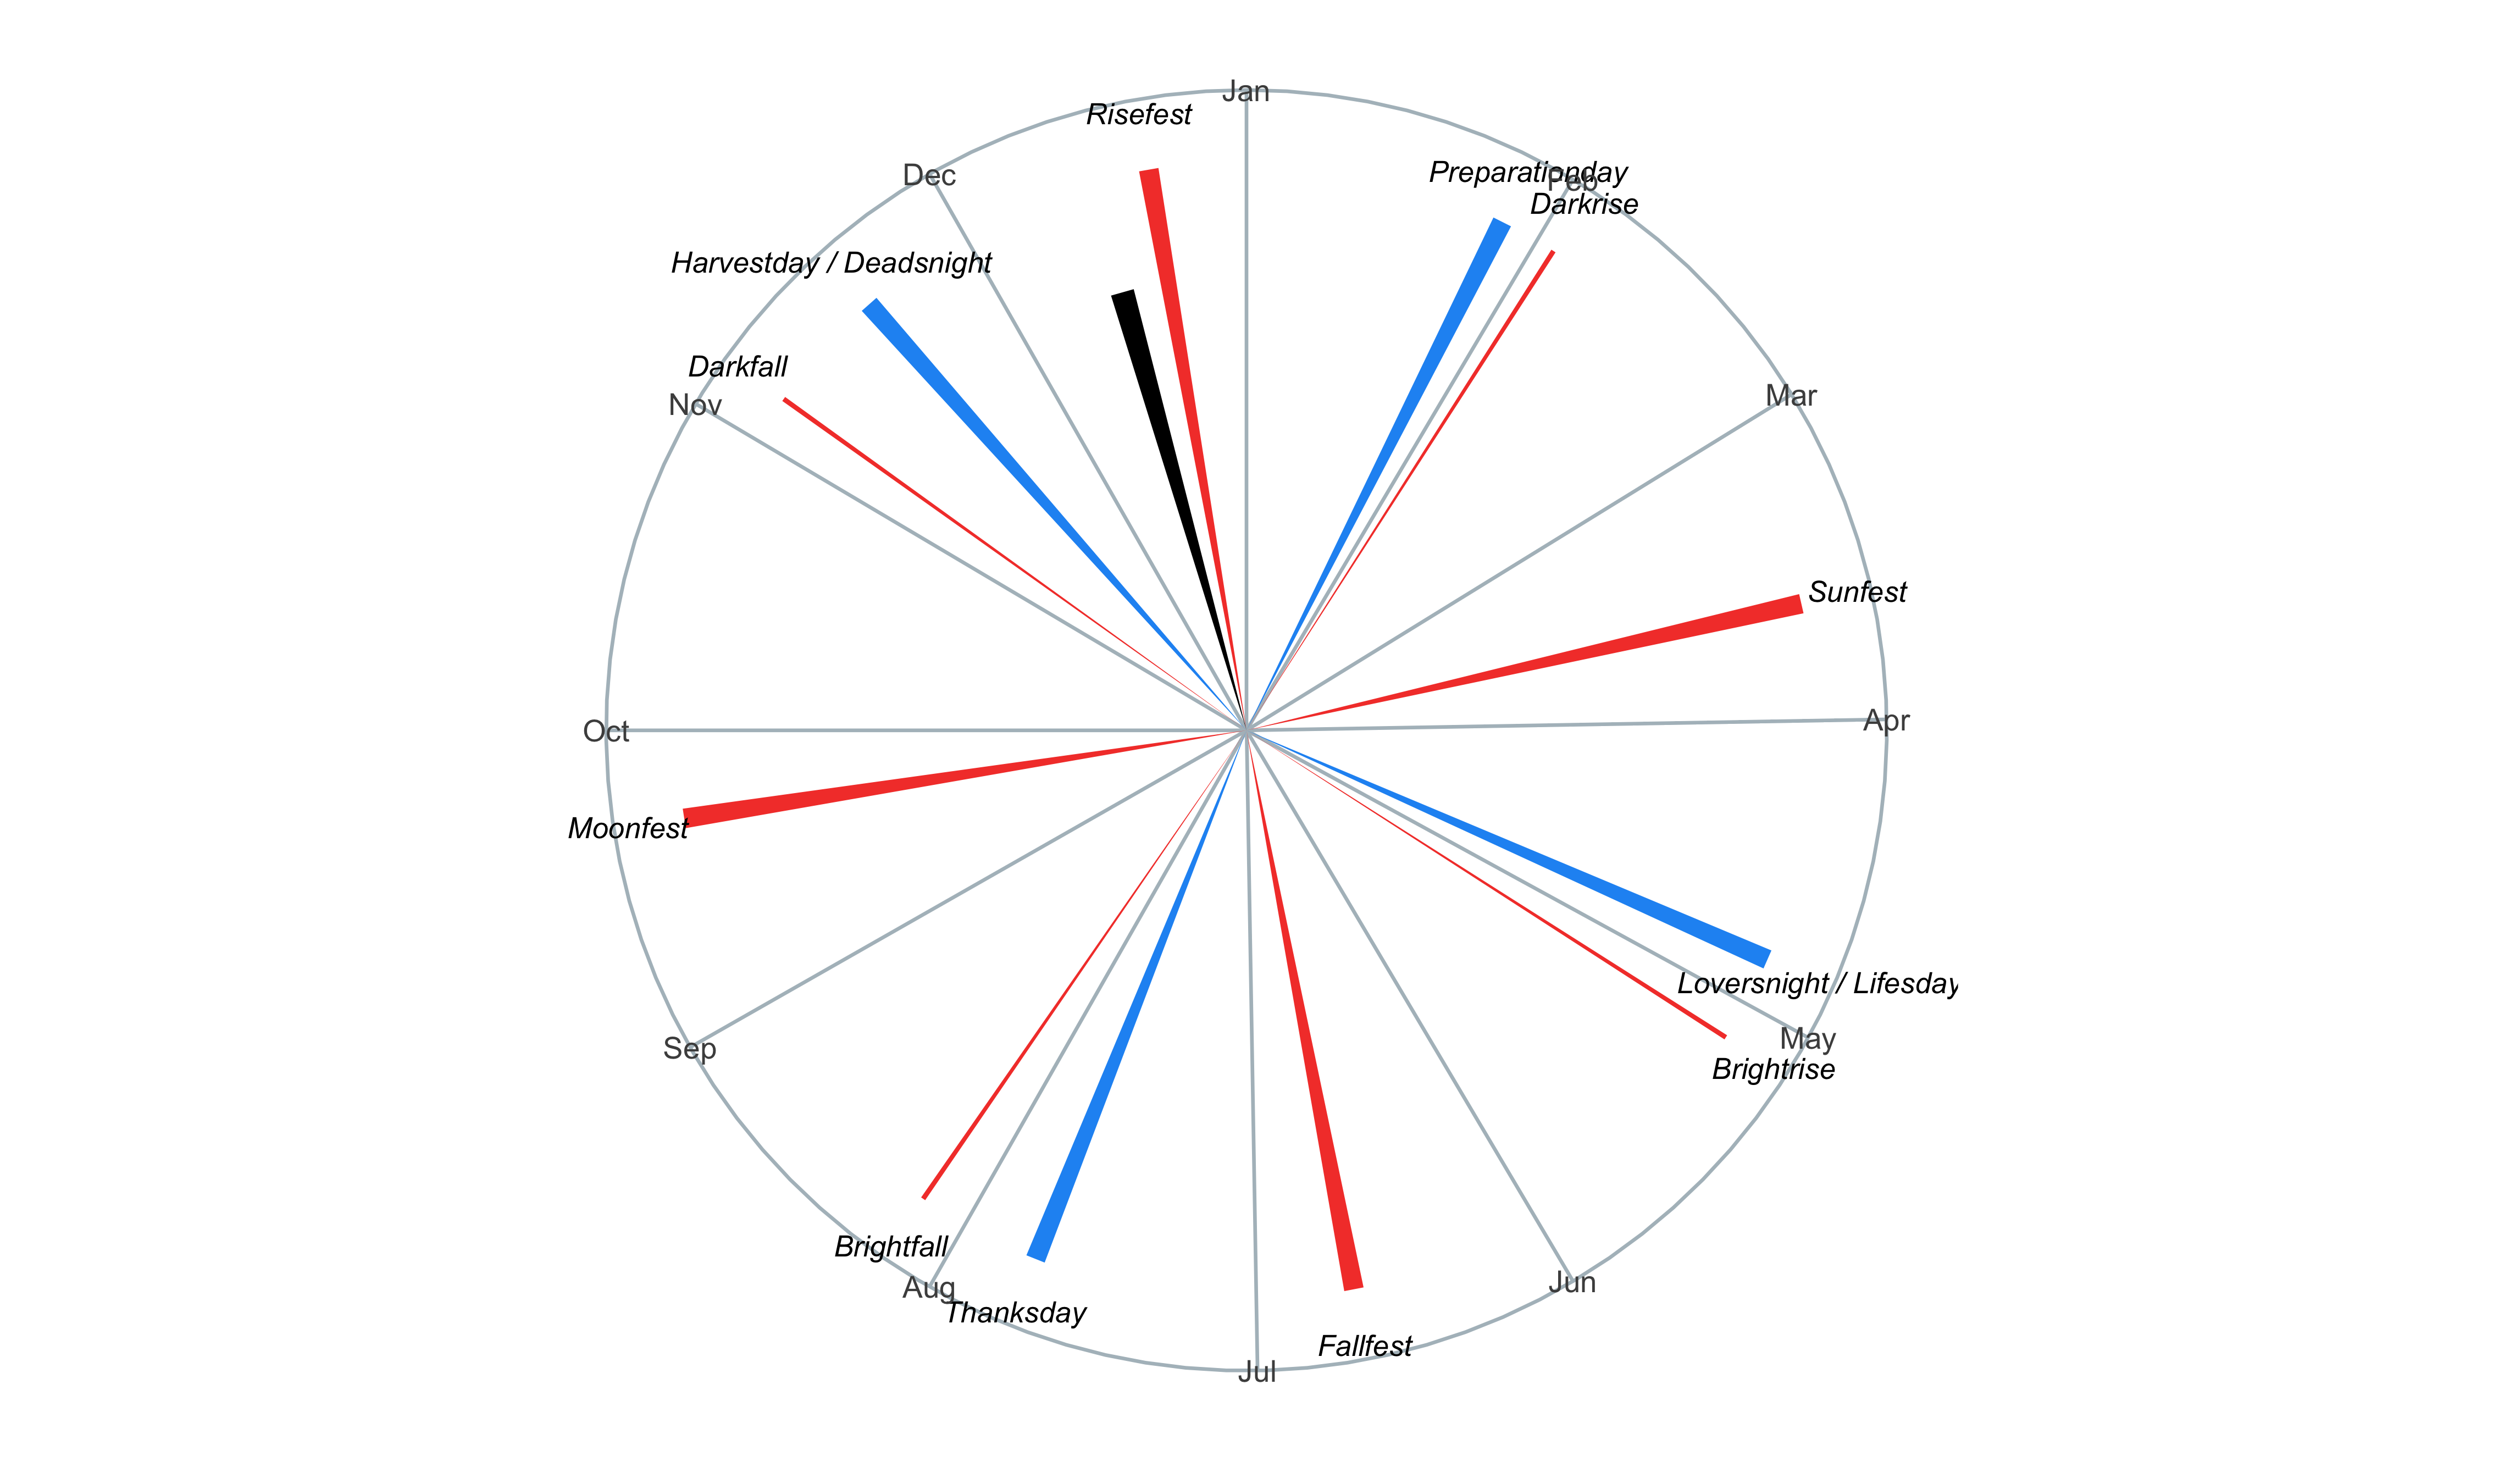 Jan
Risefest
Preparationday
Dec
Feb
Darkrise
Harvestday / Deadsnight
Darkfall
Mar
Nov
Sunfest
Apr
Oct
Moonfest
Loversnight / Lifesday
May
Sep
Brightrise
Brightfall
Jun
Aug
Thanksday
Fallfest
Jul